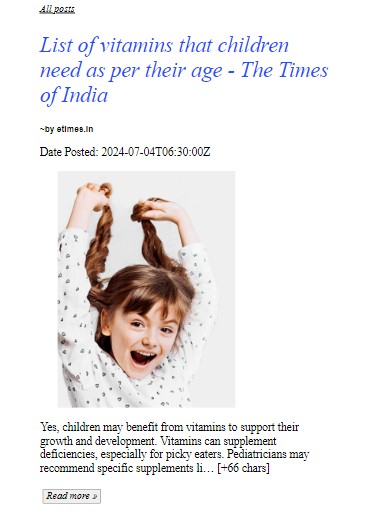 All posts
List of vitamins that children
need as per their age - The Times
of India
~by etimes.in
Date Posted: 2024-07-04T06:30:00Z
Yes, children may benefit from vitamins to support their
growth and development. Vitamins can supplement
deficiencies, especially for picky eaters. Pediatricians may
recommend specific supplements li… [+66 chars]
Read more »